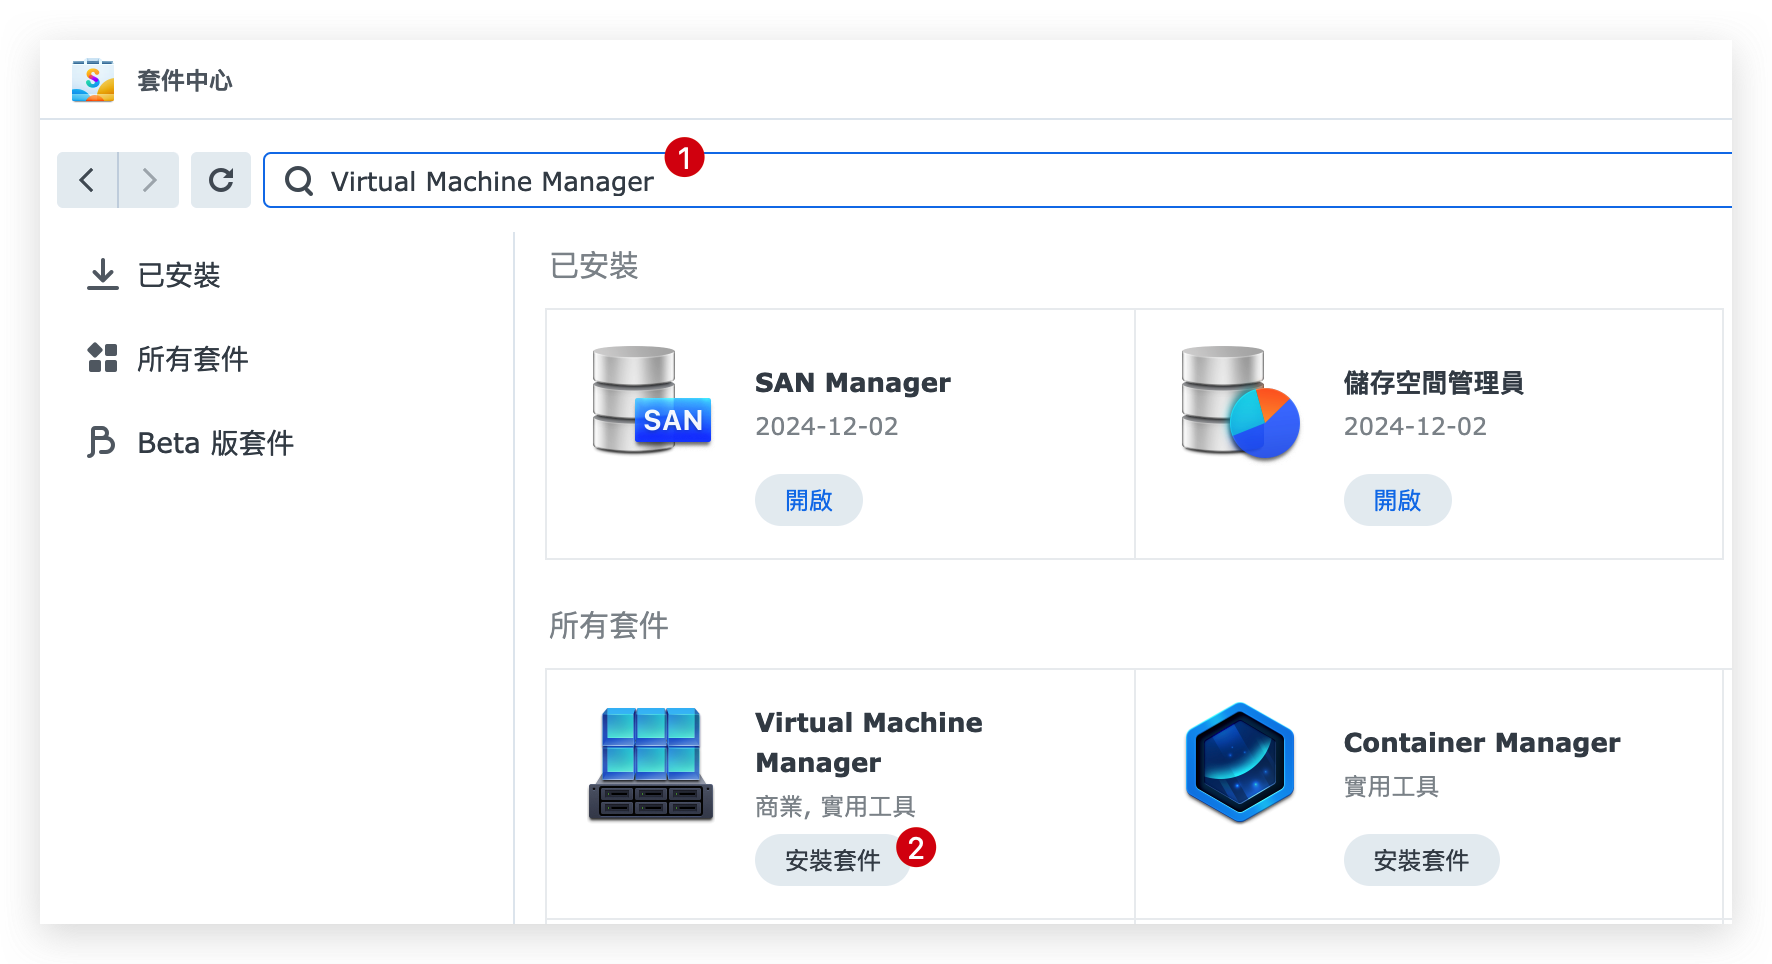 套件中心
Virtual Machine Manager
1
已安裝
所有套件
Beta 版套件
已安裝
SAN
SAN Manager
2024-12-02
開啟
儲存空間管理員
2024-12-02
開啟
所有套件
Virtual Machine
Manager
商業, 實用工具
安裝套件
2
Container Manager
實用工具
安裝套件